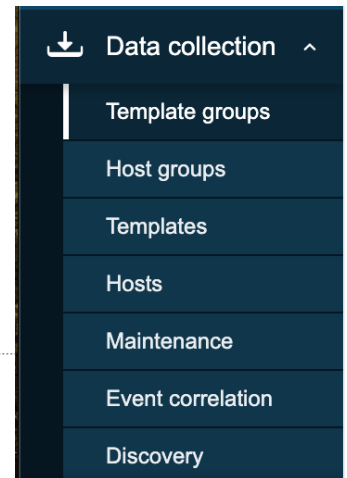 Data collection
Template groups
Host groups
Templates
Hosts
Maintenance
Event correlation
Discovery